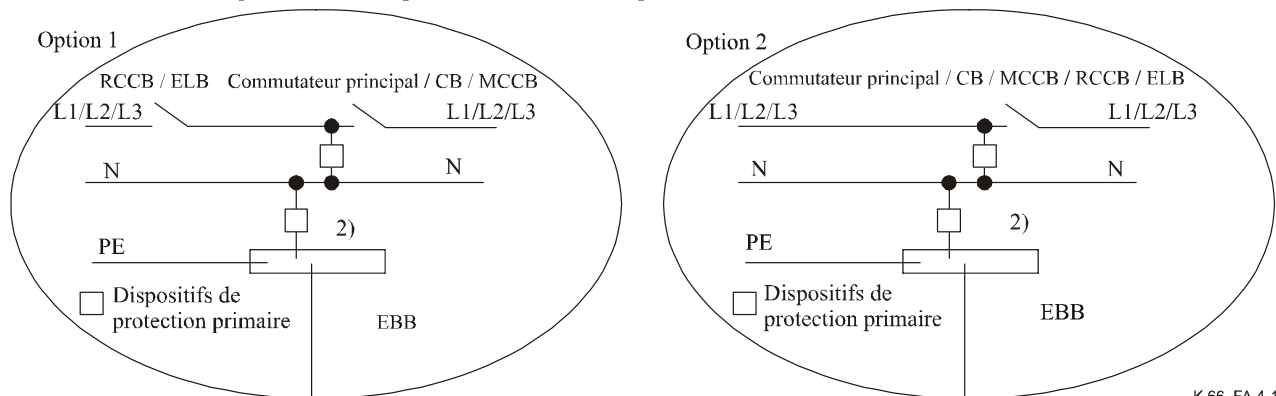 Option 1
RCCB / ELB Commutateur principal / CB / MCCB
L1/L2/L3 L1/L2/L3
N N
2)
PE
Dispositifs de
protection primaire
EBB
Option 2
Commutateur principal / CB / MCCB / RCCB / ELB
L1/L2/L3 L1/L2/L3
N N
2)
PE
Dispositifs de
protection primaire
EBB